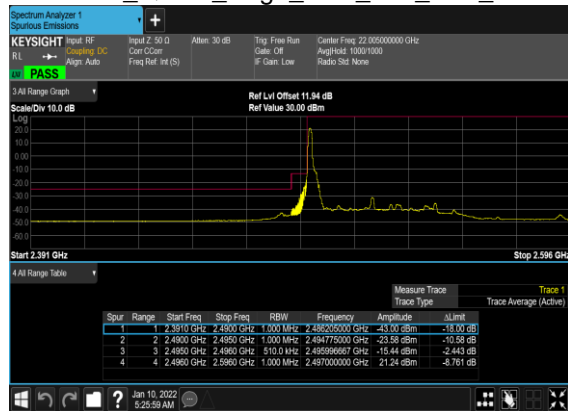 Spectrum Analyzer 1
Spurious Emissions
KEYSIGHT Input: RF Input Z: 50 Ω Atten: 30 dB Trig: Free Run Center Freq: 22.005000000 GHz
RL Coupling: DC Corr CCorr Gate: Off Avg|Hold: 1000/1000
Align: Auto Freq Ref: Int (S) IF Gain: Low Radio Std: None
PASS
3 All Range Graph
Ref Lvl Offset 11.94 dB
Scale/Div 10.0 dB Ref Value 30.00 dBm
Log
20.0
10.0
0.00
-10.0
-20.0
-30.0
-40.0
-50.0
-60.0
Start 2.391 GHz Stop 2.596 GHz
4 All Range Table
Measure Trace Trace 1
Trace Type Trace Average (Active)
Spur Range Start Freq Stop Freq RBW Frequency Amplitude ΔLimit
1 1 2.3910 GHz 2.4900 GHz 1.000 MHz 2.486205000 GHz -43.00 dBm -18.00 dB
2 2 2.4900 GHz 2.4950 GHz 1.000 MHz 2.494775000 GHz -23.58 dBm -10.58 dB
3 3 2.4950 GHz 2.4960 GHz 510.0 kHz 2.495996667 GHz -15.44 dBm -2.443 dB
4 4 2.4960 GHz 2.5960 GHz 1.000 MHz 2.497000000 GHz 21.24 dBm -8.761 dB
? Jan 10, 2022
5:25:59 AM